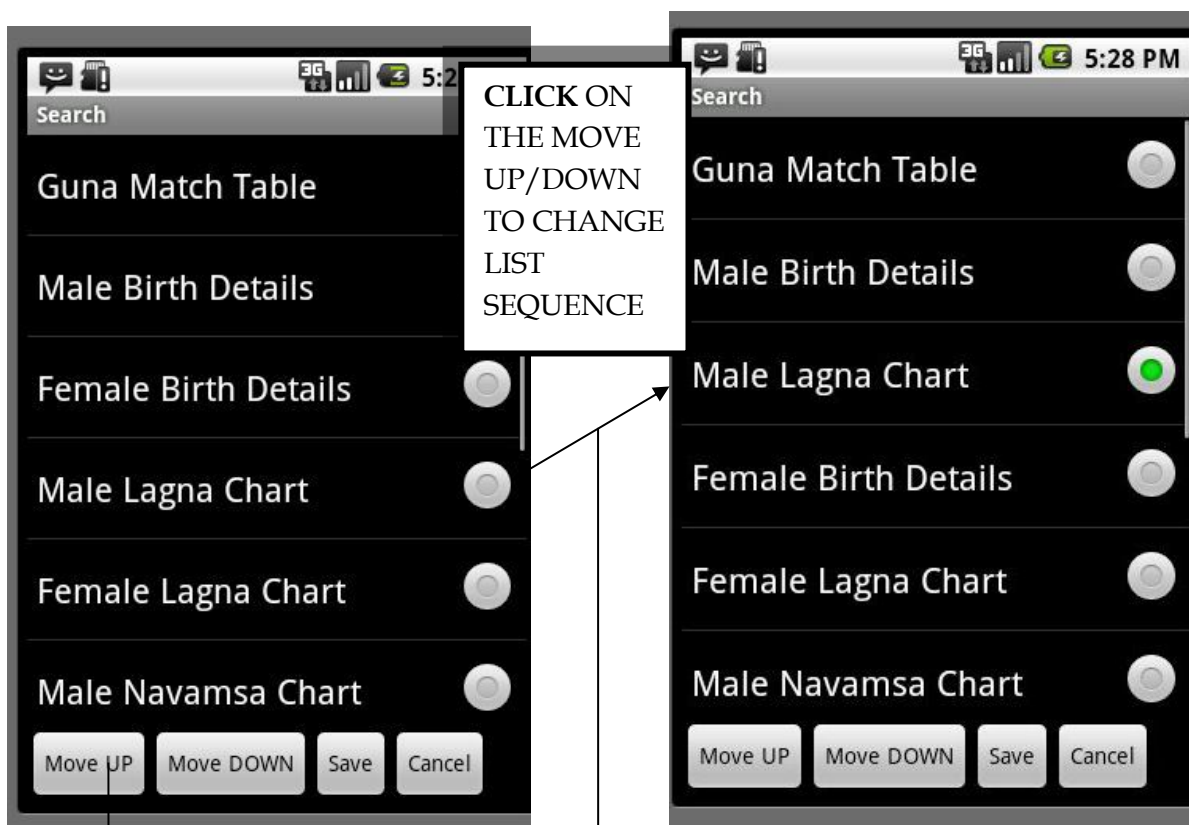 3G 5:2
Search
Guna Match Table
Male Birth Details
Female Birth Details
Male Lagna Chart
Female Lagna Chart
Male Navamsa Chart
Move UP Move DOWN Save Cancel
CLICK ON
THE MOVE
UP/DOWN
TO CHANGE
LIST
SEQUENCE
3G 5:28 PM
Search
Guna Match Table
Male Birth Details
Male Lagna Chart
Female Birth Details
Female Lagna Chart
Male Navamsa Chart
Move UP Move DOWN Save Cancel